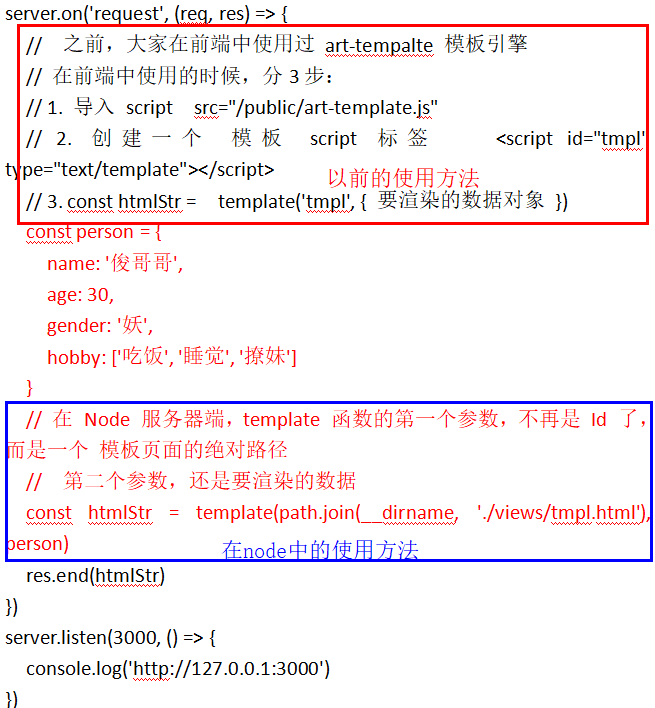 server.on('request', (req, res) => {
// 之前，大家在前端中使用过 art-tempalte 模板引擎
// 在前端中使用的时候，分 3 步：
// 1. 导入 script src="/public/art-template.js"
// 2. 创建一个 模板 script 标签 <script id="tmpl"
type="text/template"></script>
以前的使用方法
// 3. const htmlStr = template('tmpl', { 要渲染的数据对象 })
const person = {
name: '俊哥哥',
age: 30,
gender: '妖',
hobby: ['吃饭', '睡觉', '撩妹']
}
// 在 Node 服务器端，template 函数的第一个参数，不再是 Id 了，
而是一个 模板页面的绝对路径
// 第二个参数，还是要渲染的数据
const htmlStr = template(path.join(__dirname, './views/tmpl.html'),
person)
在node中的使用方法
res.end(htmlStr)
})
server.listen(3000, () => {
console.log('http://127.0.0.1:3000')
})